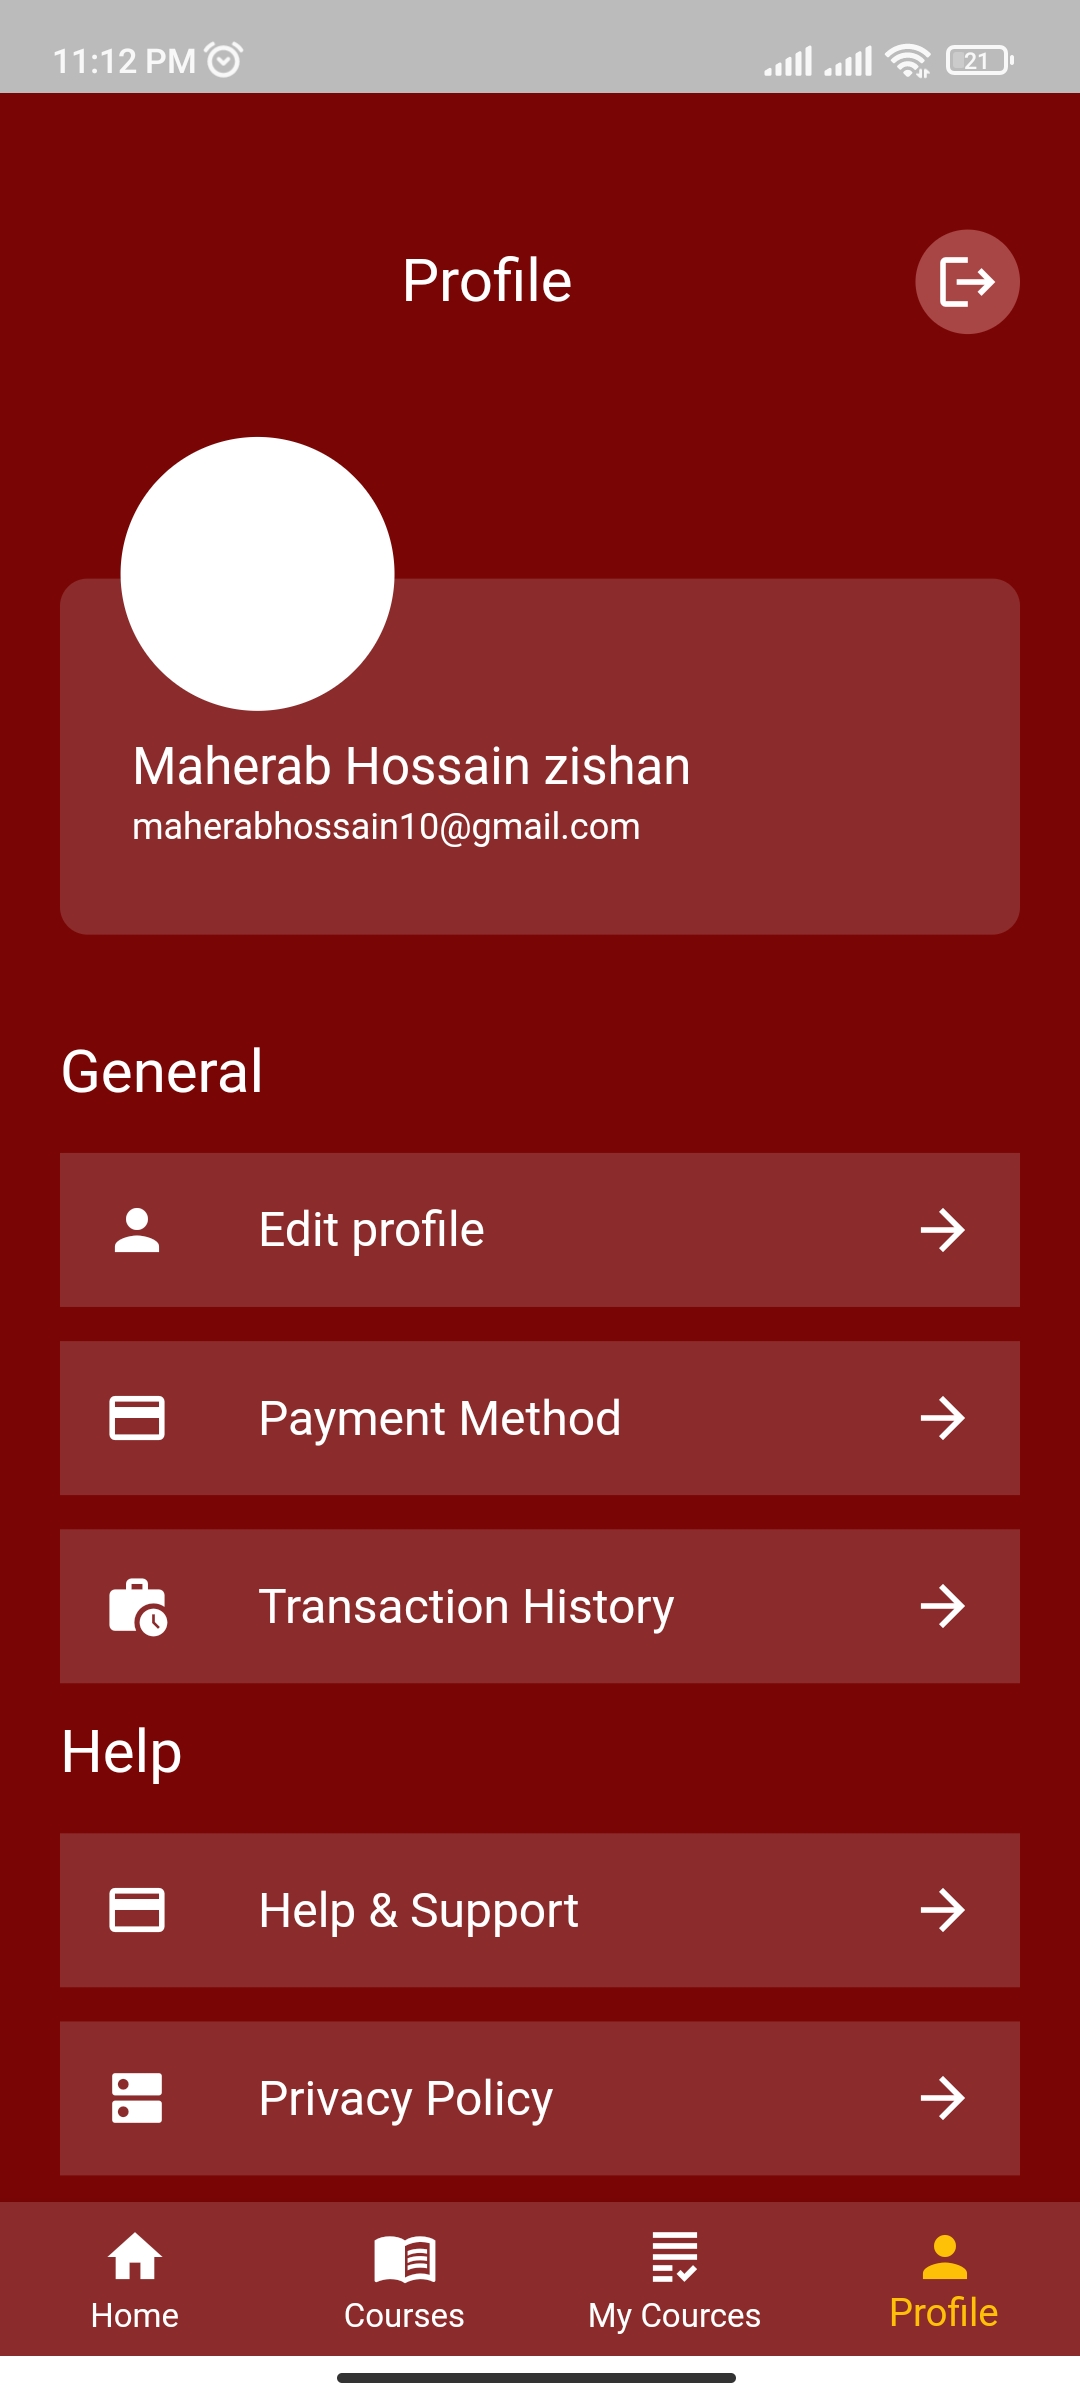 11:12 PM
21
Profile
Maherab Hossain zishan
maherabhossain10@gmail.com
General
Edit profile
Payment Method
Transaction History
Help
Help & Support
Privacy Policy
Home
Courses
My Cources
Profile